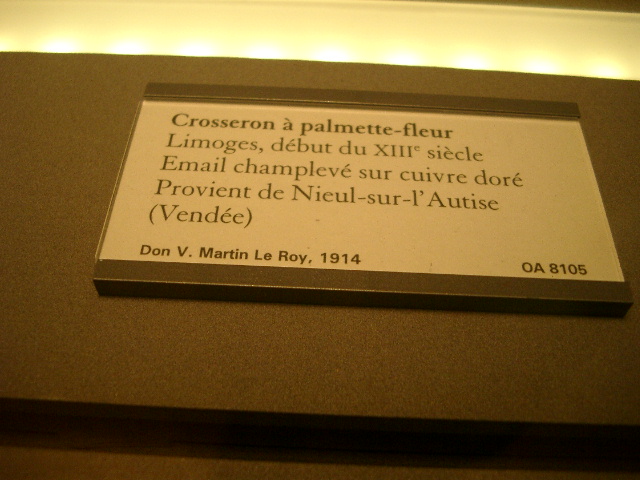 Crosseron à palmette-fleur
Limoges, début du XIIIᵉ siècle
Email champlevé sur cuivre doré
Provient de Nieul-sur-l'Autise
(Vendée)
Don V. Martin Le Roy, 1914
OA 8105